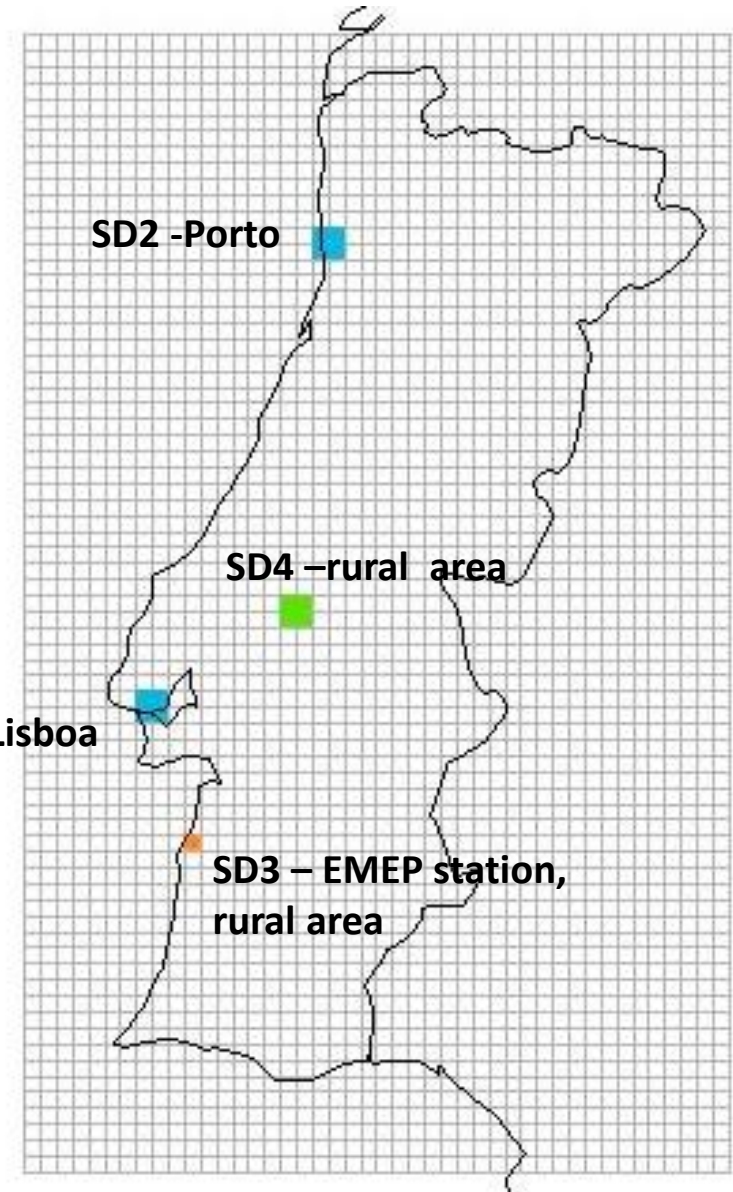 SD2 -Porto
SD4 –rural area
Lisboa
SD3 – EMEP station,
rural area